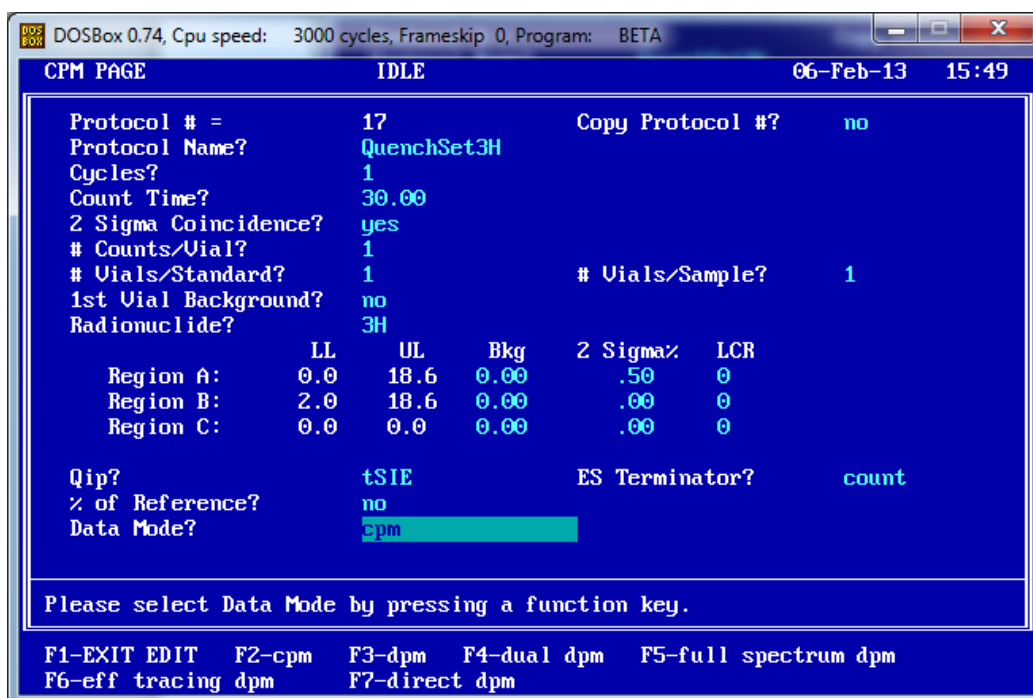 DOS BOX DOSBox 0.74, Cpu speed: 3000 cycles, Frameskip 0, Program: BETA
CPM PAGE IDLE 06-Feb-13 15:49
Protocol # = 17 Copy Protocol #? no
Protocol Name? QuenchSet3H
Cycles? 1
Count Time? 30.00
2 Sigma Coincidence? yes
# Counts/Vial? 1
# Vials/Standard? 1 # Vials/Sample? 1
1st Vial Background? no
Radionuclide? 3H
LL UL Bkg 2 Sigma% LCR
Region A: 0.0 18.6 0.00 .50 0
Region B: 2.0 18.6 0.00 .00 0
Region C: 0.0 0.0 0.00 .00 0
Qip? tSIE ES Terminator? count
% of Reference? no
Data Mode? cpm
Please select Data Mode by pressing a function key.
F1-EXIT EDIT F2-cpm F3-dpm F4-dual dpm F5-full spectrum dpm
F6-eff tracing dpm F7-direct dpm